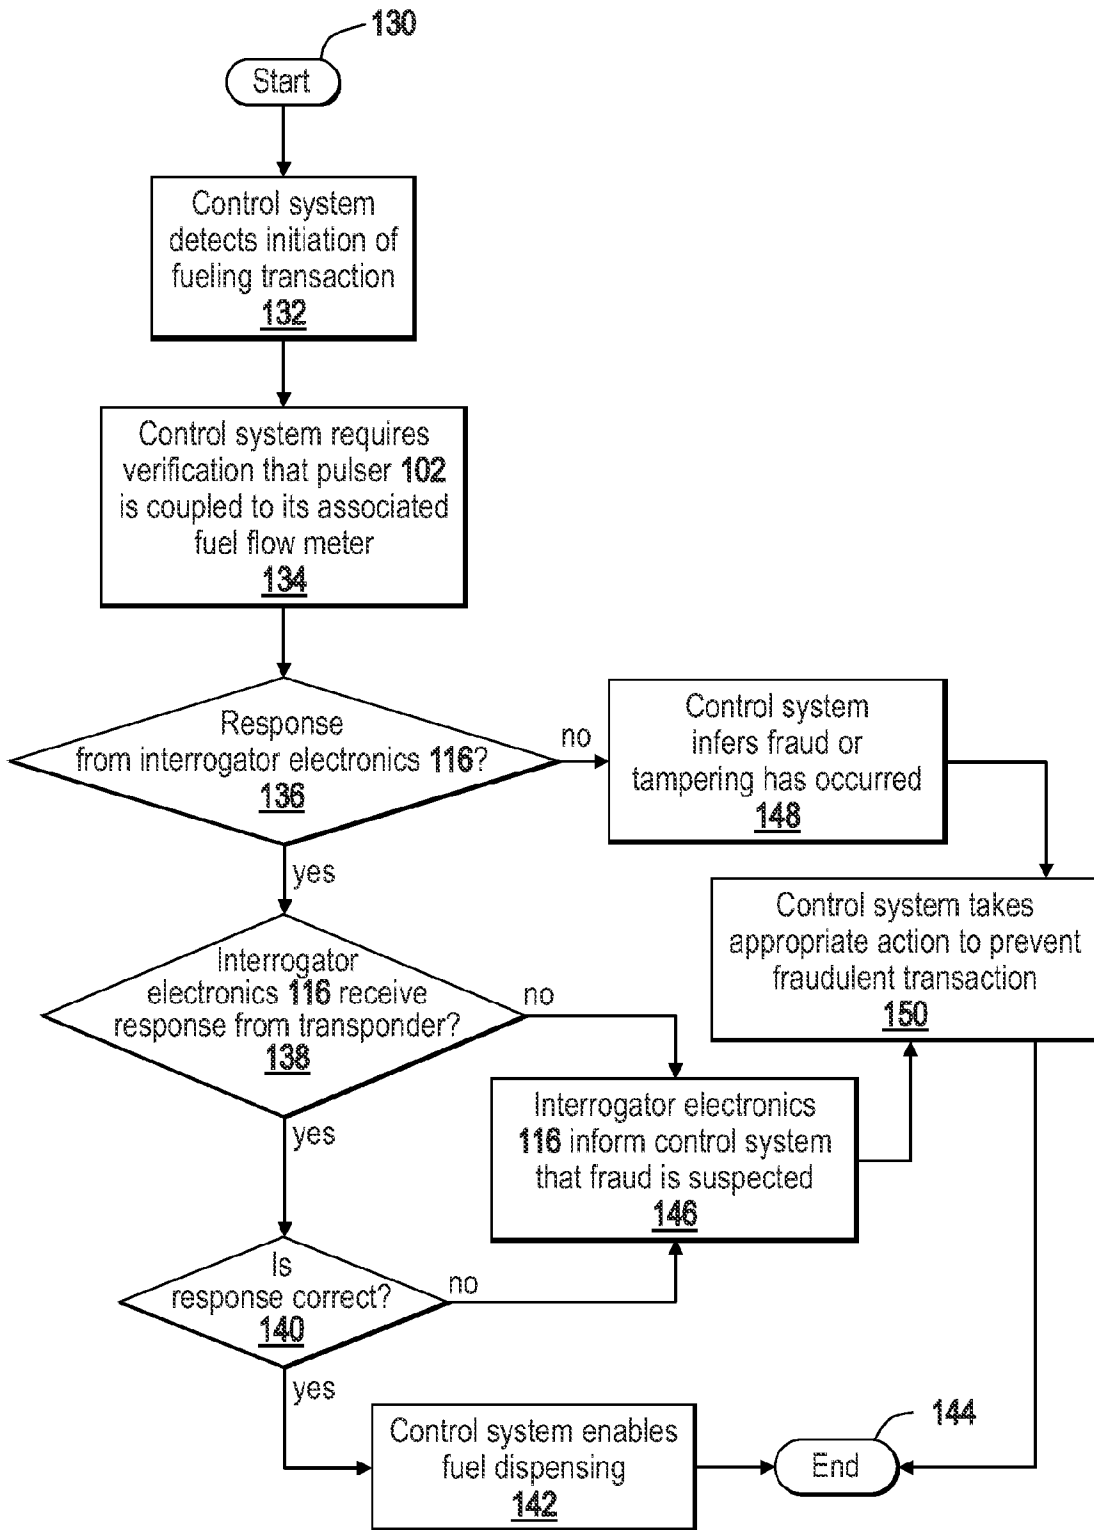 130
Start
Control system
detects initiation of
fueling transaction
132
Control system requires
verification that pulser 102
is coupled to its associated
fuel flow meter
134
Response
from interrogator electronics 116?
136
no
yes
Control system
infers fraud or
tampering has occurred
148
Control system takes
appropriate action to prevent
fraudulent transaction
150
Interrogator
electronics 116 receive
response from transponder?
138
no
yes
Interrogator electronics
116 inform control system
that fraud is suspected
146
Is
response correct?
140
no
yes
Control system enables
fuel dispensing
142
144
End